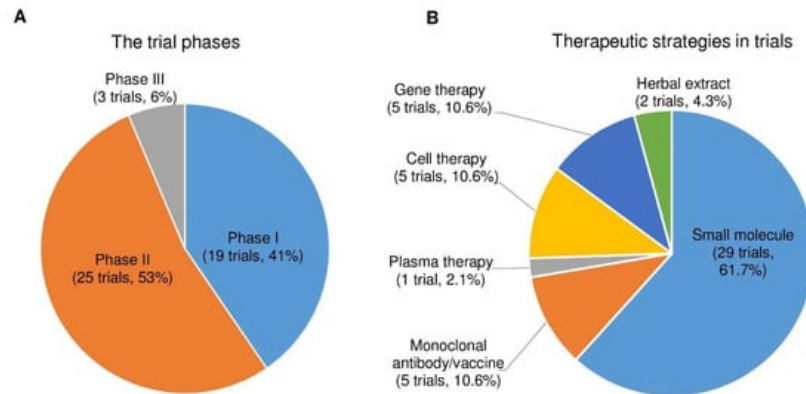 A
The trial phases
Phase III
(3 trials, 6%)
Phase I
(19 trials, 41%)
Phase II
(25 trials, 53%)
B
Therapeutic strategies in trials
Gene therapy
(5 trials, 10.6%)
Herbal extract
(2 trials, 4.3%)
Cell therapy
(5 trials, 10.6%)
Small molecule
(29 trials,
61.7%)
Plasma therapy
(1 trial, 2.1%)
Monoclonal
antibody/vaccine
(5 trials, 10.6%)